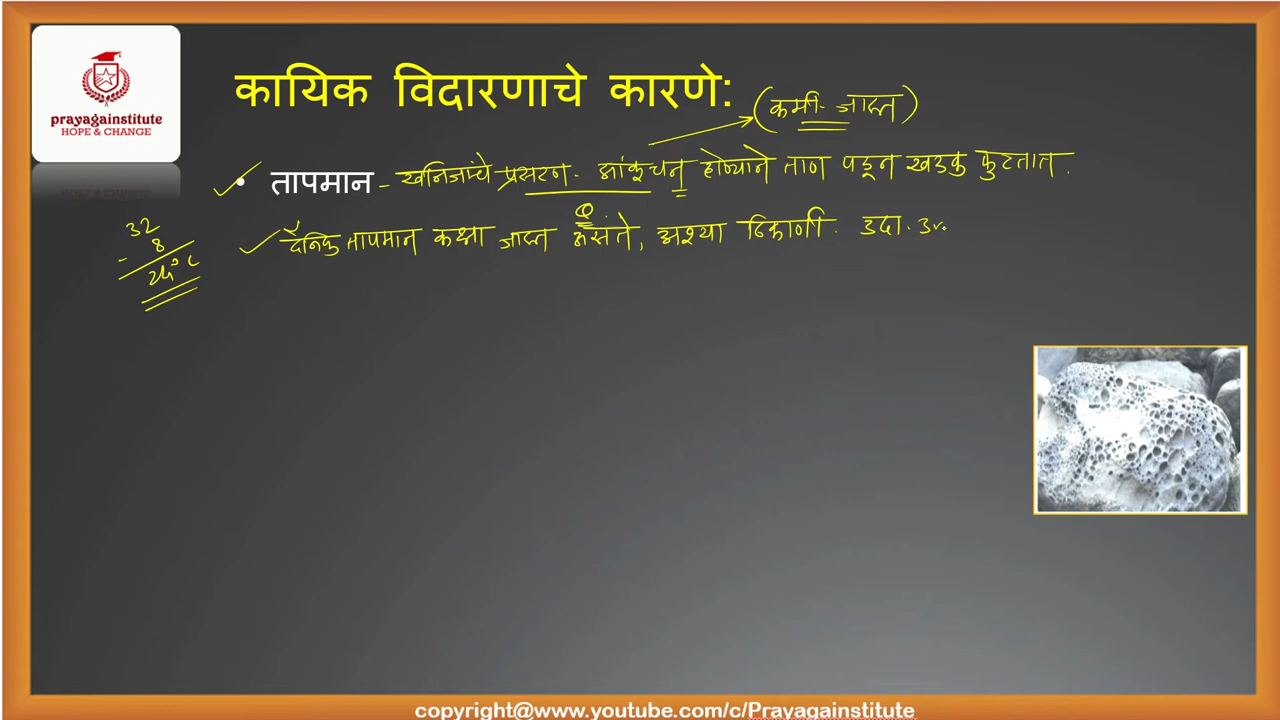 prayagainstitute
HOPE & CHANGE
कायिक विदारणाचे कारणे:
(कमी- जास्त)
• तापमान - खनिजांचे प्रसरण- आंकुचन होण्याने ताण पडून खडक फुटतात.
दैनिक तापमान कक्षा जास्त असते, अश्या ठिकाणी. उदा.
32
- 8
24°C
copyright@www.youtube.com/c/Prayagainstitute